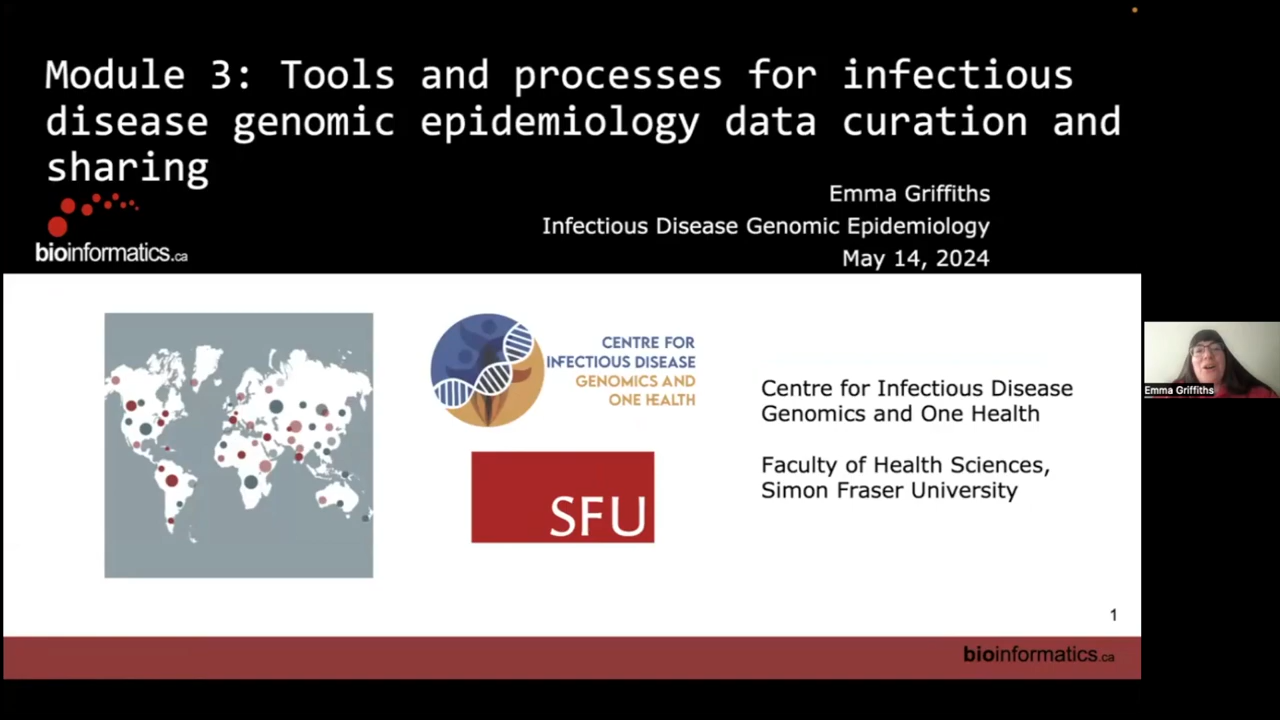 Module 3: Tools and processes for infectious
disease genomic epidemiology data curation and
sharing
Emma Griffiths
Infectious Disease Genomic Epidemiology
May 14, 2024
bioinformatics.ca
CENTRE FOR
INFECTIOUS DISEASE
GENOMICS AND
ONE HEALTH
SFU
Centre for Infectious Disease
Genomics and One Health
Faculty of Health Sciences,
Simon Fraser University
Emma Griffiths
1
bioinformatics.ca